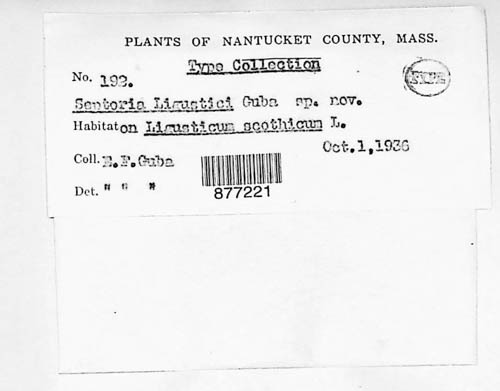 PLANTS OF NANTUCKET COUNTY, MASS.
Type Collection
No. 192.
Septoria Ligustici Guba sp. nov.
Habitat on Ligusticum scothicum L.
Oct.1,1936
Coll. E.F.Guba
Det. " " "
877221